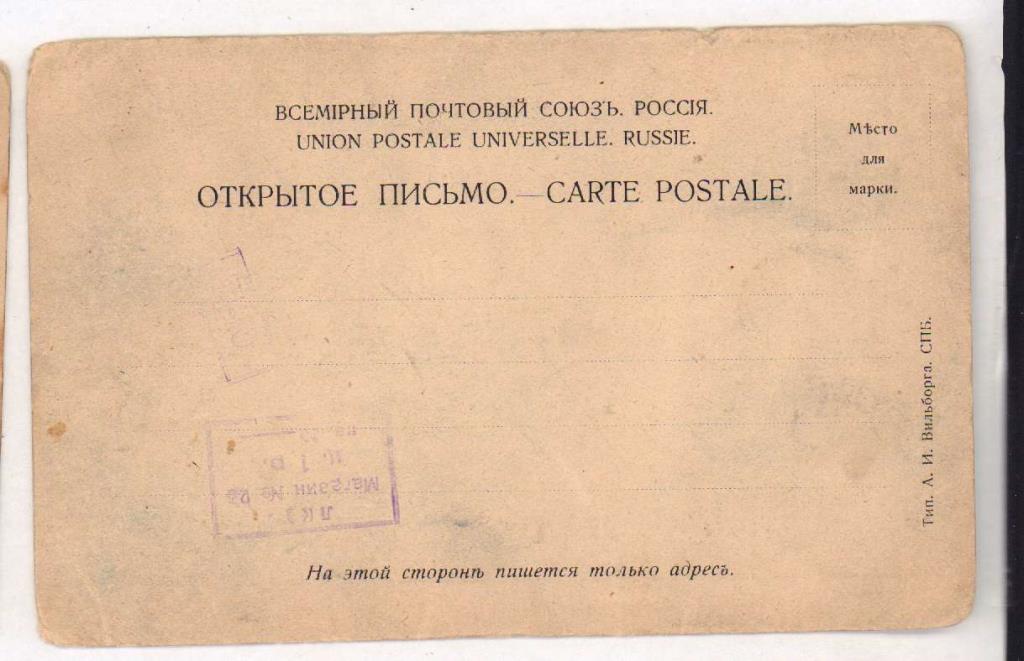 ВСЕМІРНЫЙ ПОЧТОВЫЙ СОЮЗЪ. РОССІЯ.
UNION POSTALE UNIVERSELLE. RUSSIE.
ОТКРЫТОЕ ПИСЬМО.—CARTE POSTALE.
Мѣсто
для
марки.
Тип. А. И. Вильборга. СПБ.
ЛКХ
Магазин №
На этой сторонѣ пишется только адресъ.